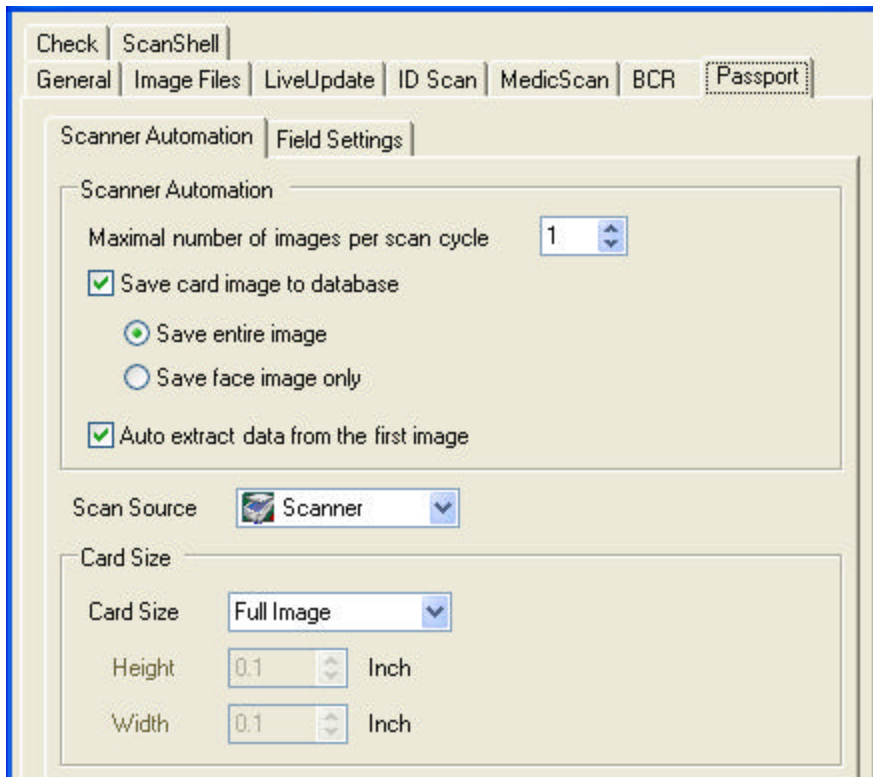 Check ScanShell
General Image Files LiveUpdate ID Scan MedicScan BCR Passport
Scanner Automation Field Settings
Scanner Automation
Maximal number of images per scan cycle 1
Save card image to database
Save entire image
Save face image only
Auto extract data from the first image
Scan Source Scanner
Card Size
Card Size Full Image
Height 0.1 Inch
Width 0.1 Inch